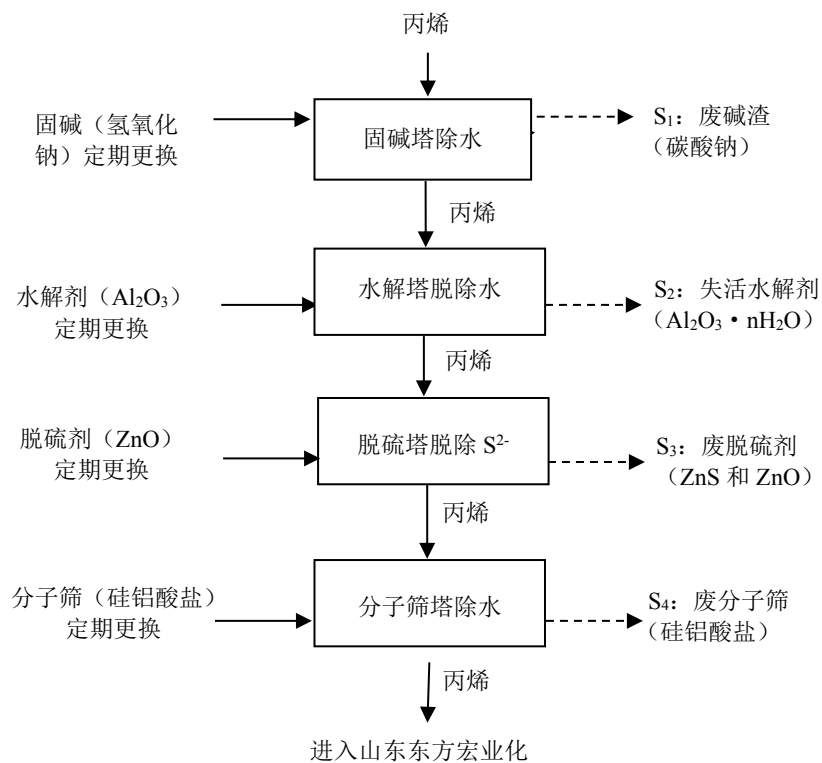 丙烯
固碱（氢氧化
钠）定期更换
固碱塔除水
S₁：废碱渣
（碳酸钠）
丙烯
水解剂（Al₂O₃）
定期更换
水解塔脱除水
S₂：失活水解剂
（Al₂O₃・nH₂O）
丙烯
脱硫剂（ZnO）
定期更换
脱硫塔脱除 S²⁻
S₃：废脱硫剂
（ZnS 和 ZnO）
丙烯
分子筛（硅铝酸盐）
定期更换
分子筛塔除水
S₄：废分子筛
（硅铝酸盐）
丙烯
进入山东东方宏业化